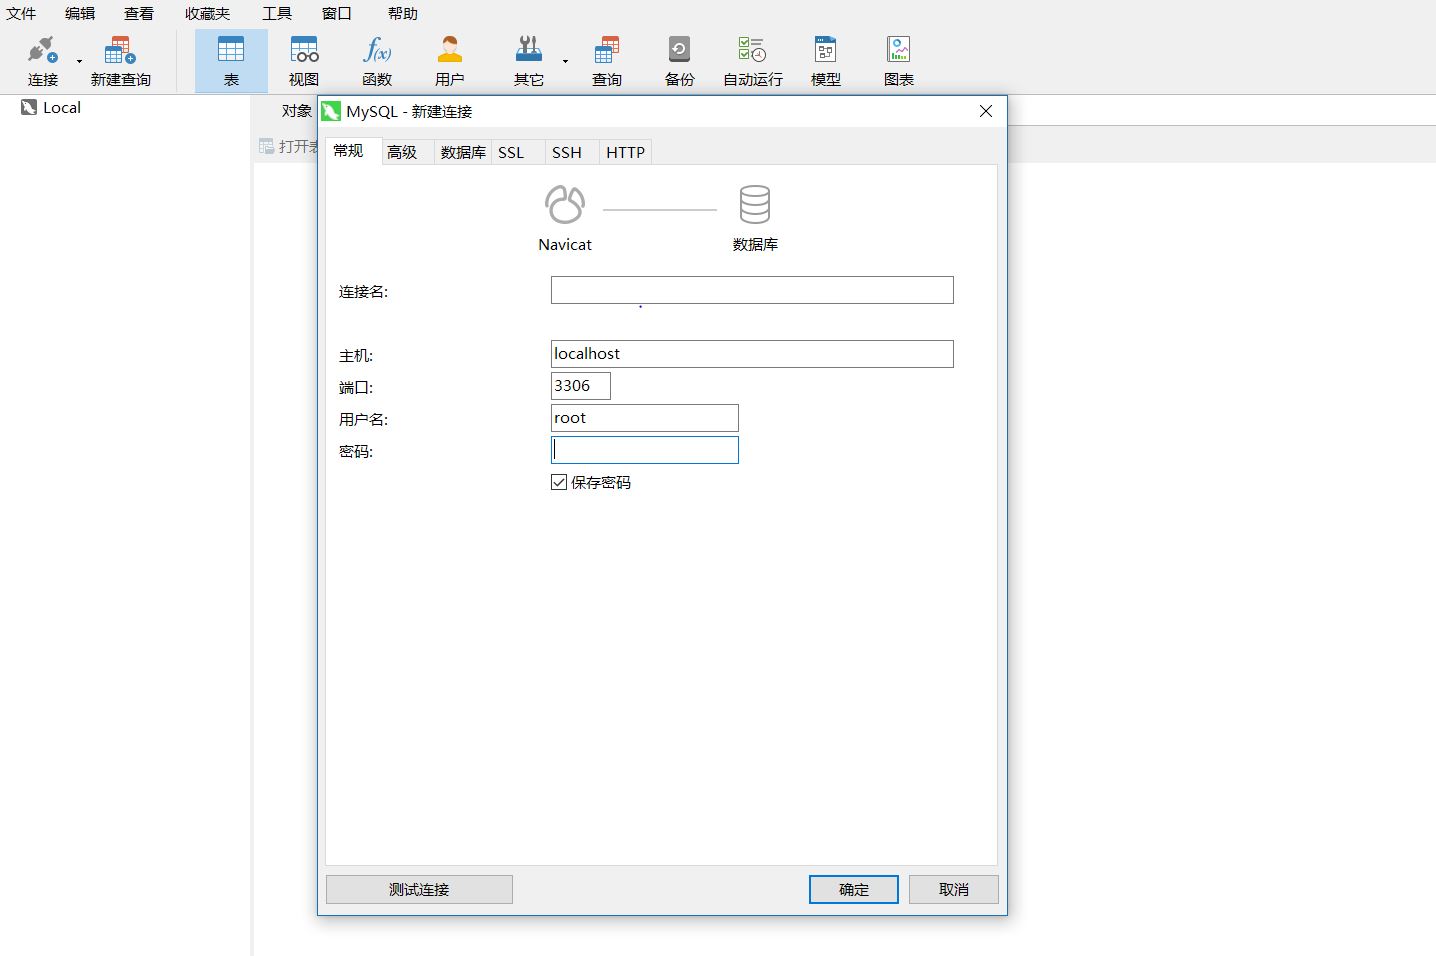 文件 编辑 查看 收藏夹 工具 窗口 帮助
连接 新建查询 表 视图 函数 用户 其它 查询 备份 自动运行 模型 图表
Local
对象
打开表
MySQL - 新建连接
常规 高级 数据库 SSL SSH HTTP
Navicat 数据库
连接名:
主机: localhost
端口: 3306
用户名: root
密码:
保存密码
测试连接 确定 取消